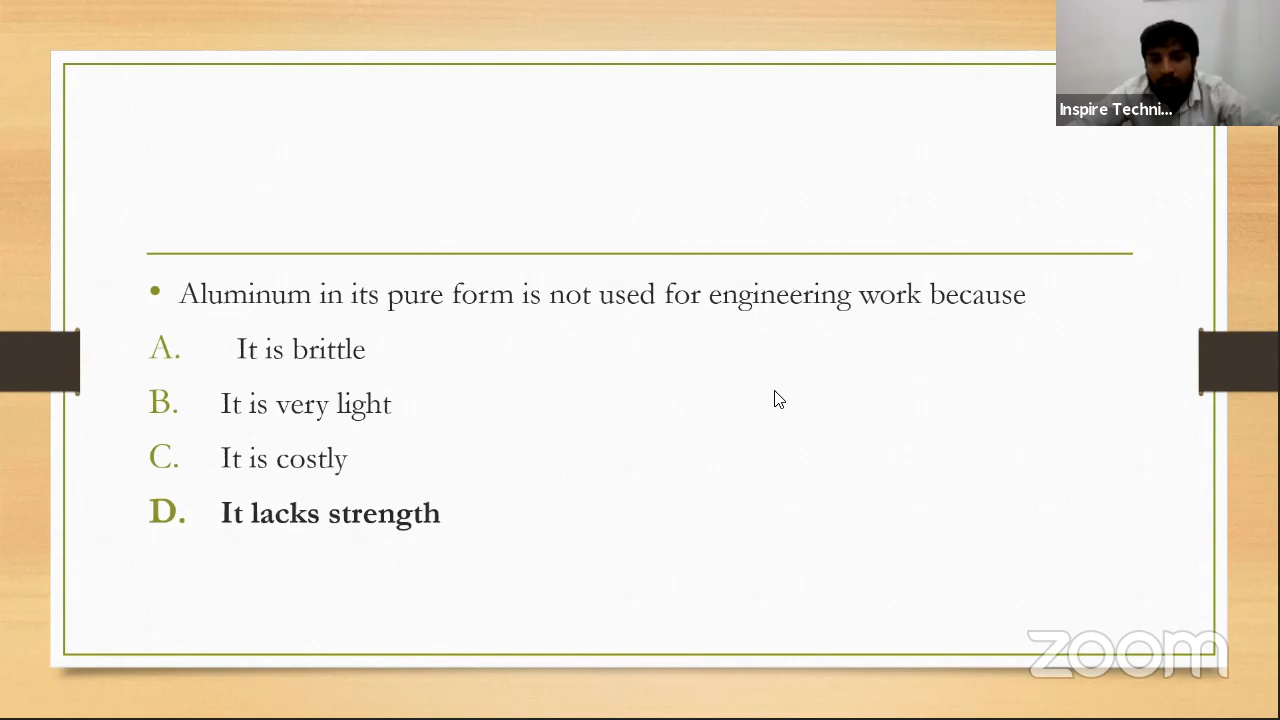 Inspire Techni...
• Aluminum in its pure form is not used for engineering work because
A. It is brittle
B. It is very light
C. It is costly
D. It lacks strength
zoom